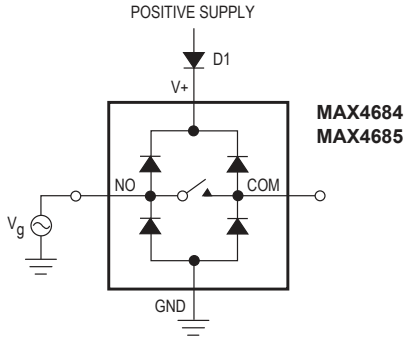 POSITIVE SUPPLY
D1
V+
MAX4684
MAX4685
NO
COM
Vg
GND